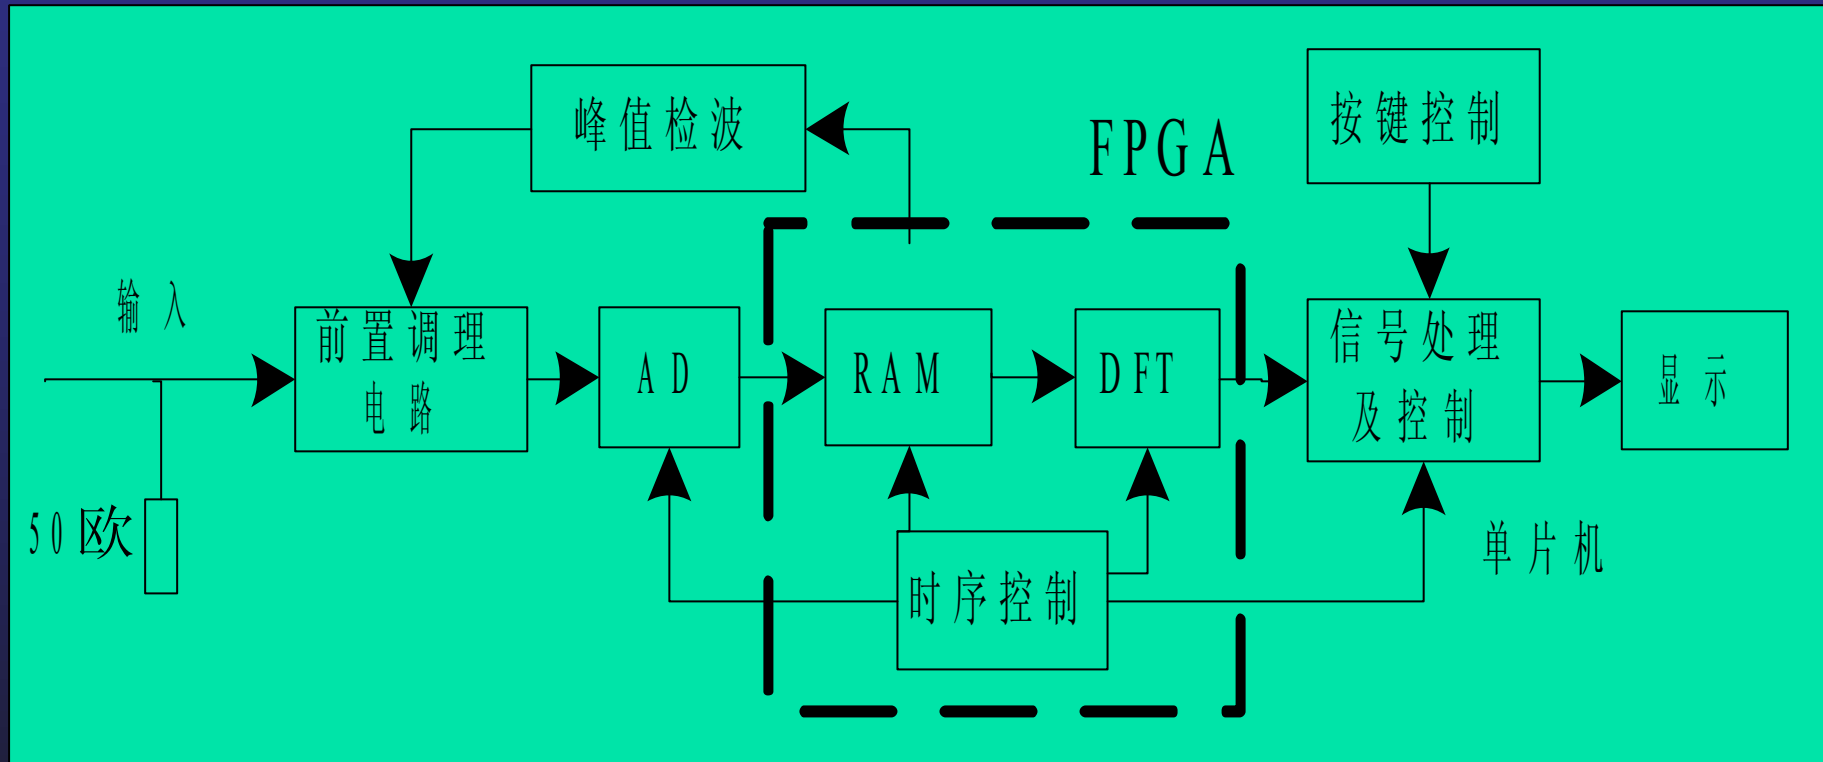 峰值检波
FPGA
按键控制
输入
前置调理
电路
AD
RAM
DFT
信号处理
及控制
显示
50欧
时序控制
单片机